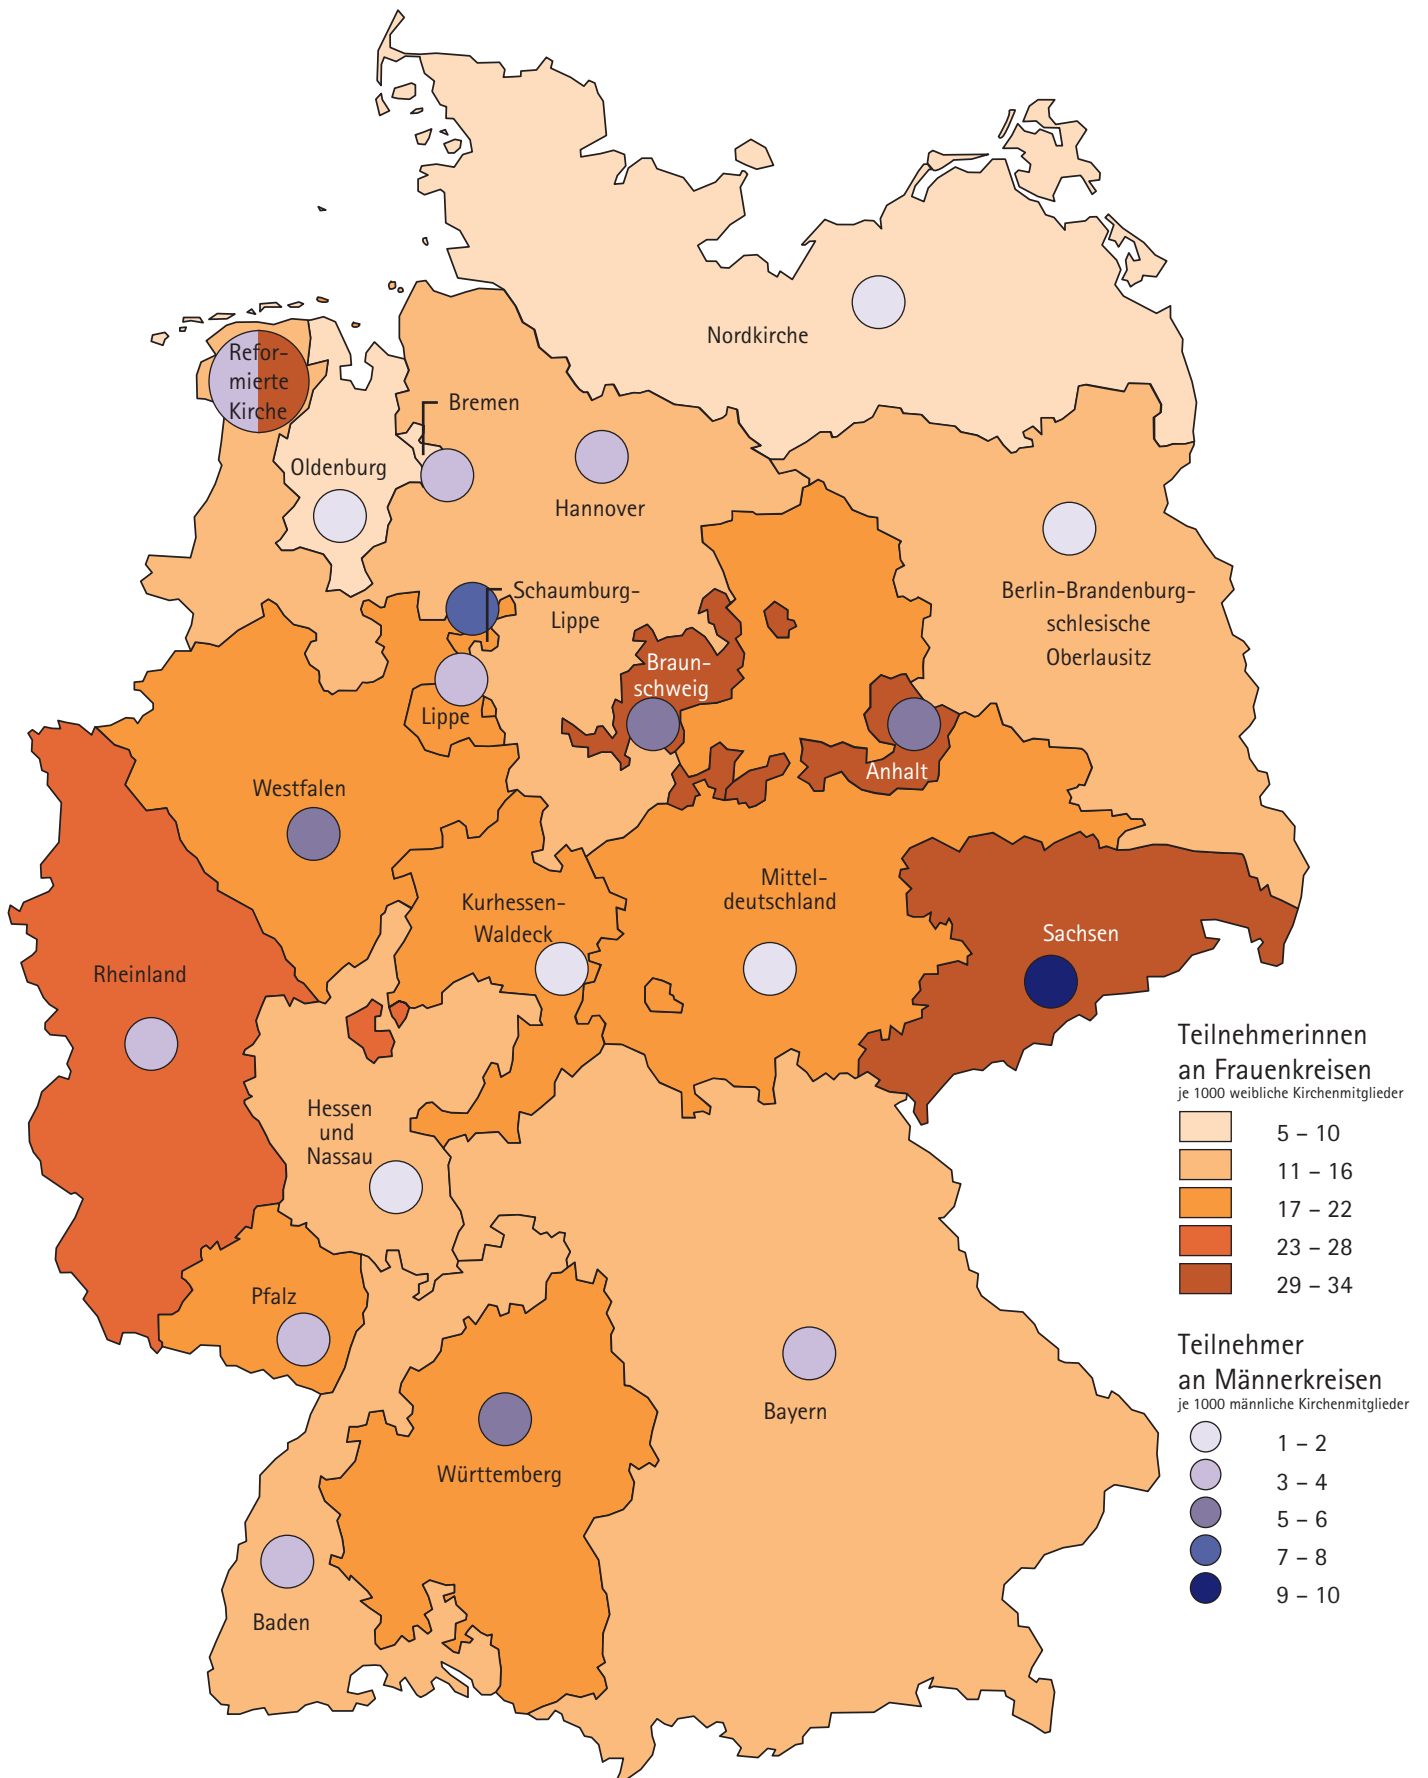 Nordkirche
Refor-
mierte
Kirche
Bremen
Oldenburg
Hannover
Schaumburg-
Lippe
Berlin-Brandenburg-
schlesische
Oberlausitz
Braun-
schweig
Lippe
Anhalt
Westfalen
Mittel-
deutschland
Kurhessen-
Waldeck
Sachsen
Rheinland
Hessen
und
Nassau
Pfalz
Bayern
Württemberg
Baden
Teilnehmerinnen
an Frauenkreisen
je 1000 weibliche Kirchenmitglieder
5 – 10
11 – 16
17 – 22
23 – 28
29 – 34
Teilnehmer
an Männerkreisen
je 1000 männliche Kirchenmitglieder
1 – 2
3 – 4
5 – 6
7 – 8
9 – 10